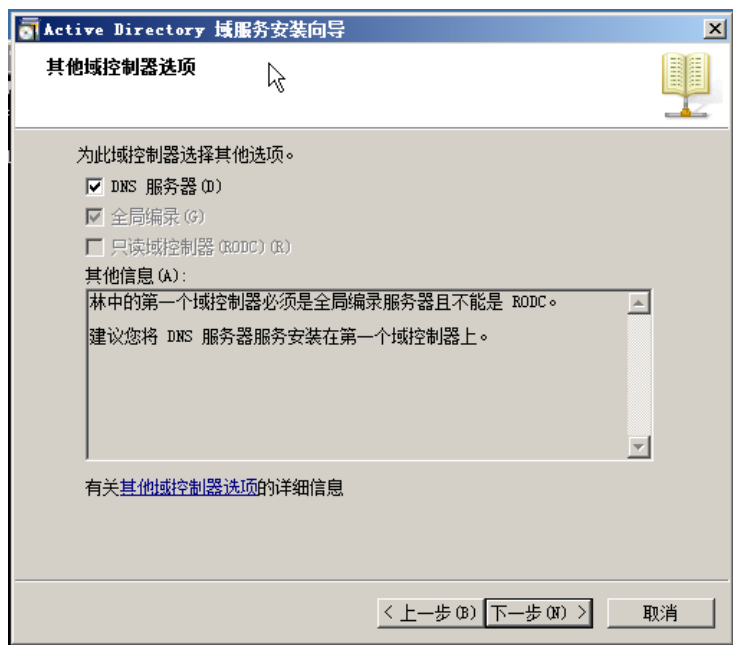 Active Directory 域服务安装向导
其他域控制器选项
为此域控制器选择其他选项。
DNS 服务器(D)
全局编录(G)
只读域控制器(RODC)(R)
其他信息(A):
林中的第一个域控制器必须是全局编录服务器且不能是 RODC。
建议您将 DNS 服务器服务安装在第一个域控制器上。
有关其他域控制器选项的详细信息
< 上一步(B) 下一步(N) > 取消